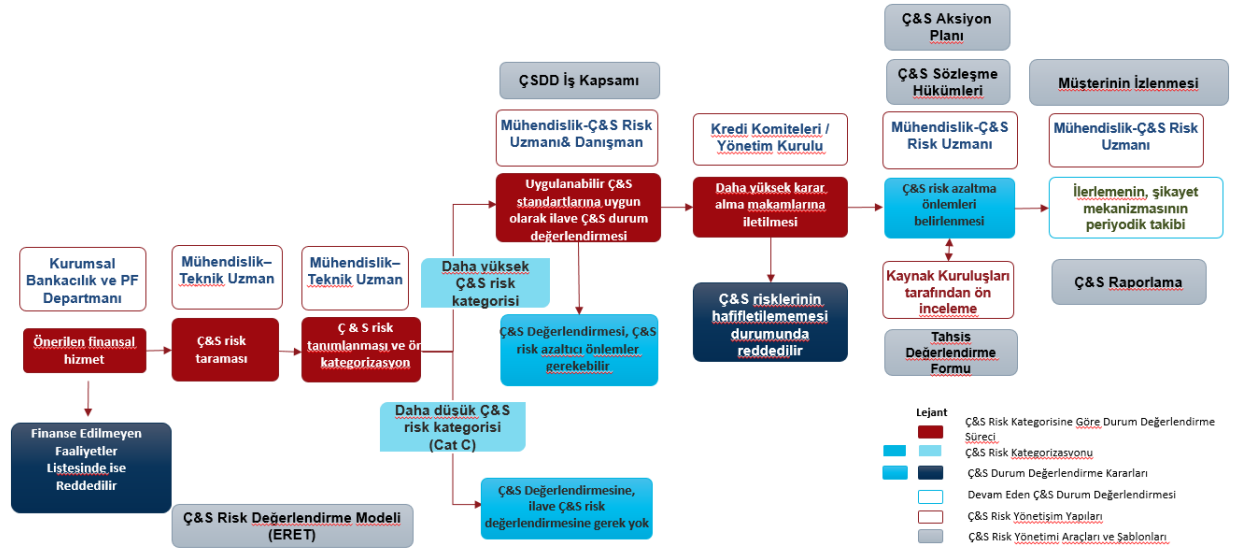 Ç&S Aksiyon
Planı
ÇSDD İş Kapsamı
Ç&S Sözleşme
Hükümleri
Müşterinin İzlenmesi
Mühendislik-Ç&S Risk
Uzmanı& Danışman
Kredi Komiteleri /
Yönetim Kurulu
Mühendislik-Ç&S
Risk Uzmanı
Mühendislik-Ç&S Risk
Uzmanı
Uygulanabilir Ç&S
standartlarına uygun
olarak ilave Ç&S durum
değerlendirmesi
Daha yüksek karar
alma makamlarına
iletilmesi
Ç&S risk azaltma
önlemleri
belirlenmesi
İlerlemenin, şikayet
mekanizmasının
periyodik takibi
Kurumsal
Bankacılık ve PF
Departmanı
Mühendislik–
Teknik Uzman
Mühendislik–
Teknik Uzman
Daha yüksek
Ç&S risk
kategorisi
Kaynak Kuruluşları
tarafından ön
inceleme
Ç&S Raporlama
Önerilen finansal
hizmet
Ç&S risk
taraması
Ç & S risk
tanımlanması ve ör
kategorizasyon
Ç&S Değerlendirmesi, Ç&S
risk azaltıcı önlemler
gerekebilir
Ç&S risklerinin
hafifletilememesi
durumunda
reddedilir
Tahsis
Değerlendirme
Formu
Daha düşük Ç&S
risk kategorisi
(Cat C)
Finanse Edilmeyen
Faaliyetler
Listesinde ise
Reddedilir
Ç&S Değerlendirmesine,
ilave Ç&S risk
değerlendirmesine gerek yok
Ç&S Risk Değerlendirme Modeli
(ERET)
Lejant
Ç&S Risk Kategorisine Göre Durum Değerlendirme
Süreci
Ç&S Risk Kategorizasyonu
Ç&S Durum Değerlendirme Kararları
Devam Eden Ç&S Durum Değerlendirmesi
Ç&S Risk Yönetişim Yapıları
Ç&S Risk Yönetimi Araçları ve Şablonları